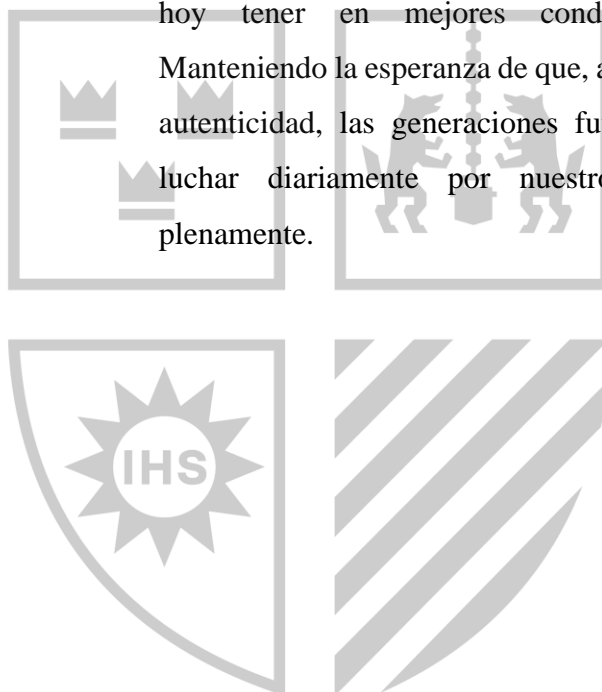 hoy tener en mejores cond
Manteniendo la esperanza de que, a
autenticidad, las generaciones fu
luchar diariamente por nuestro
plenamente.
IHS